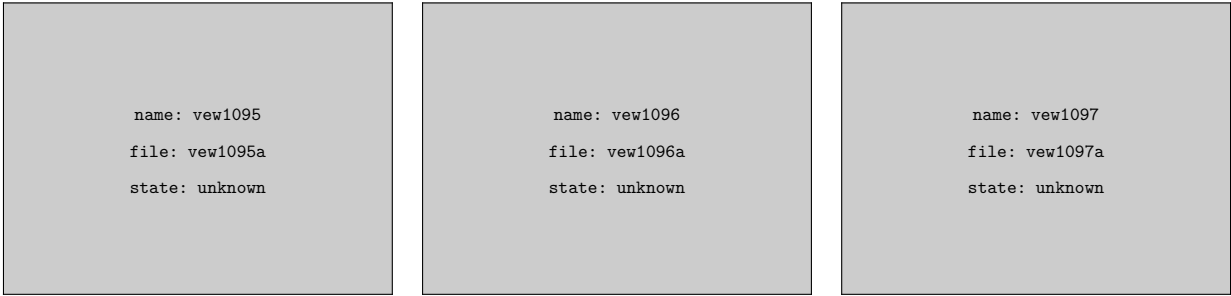 name: vew1095
file: vew1095a
state: unknown
name: vew1096
file: vew1096a
state: unknown
name: vew1097
file: vew1097a
state: unknown